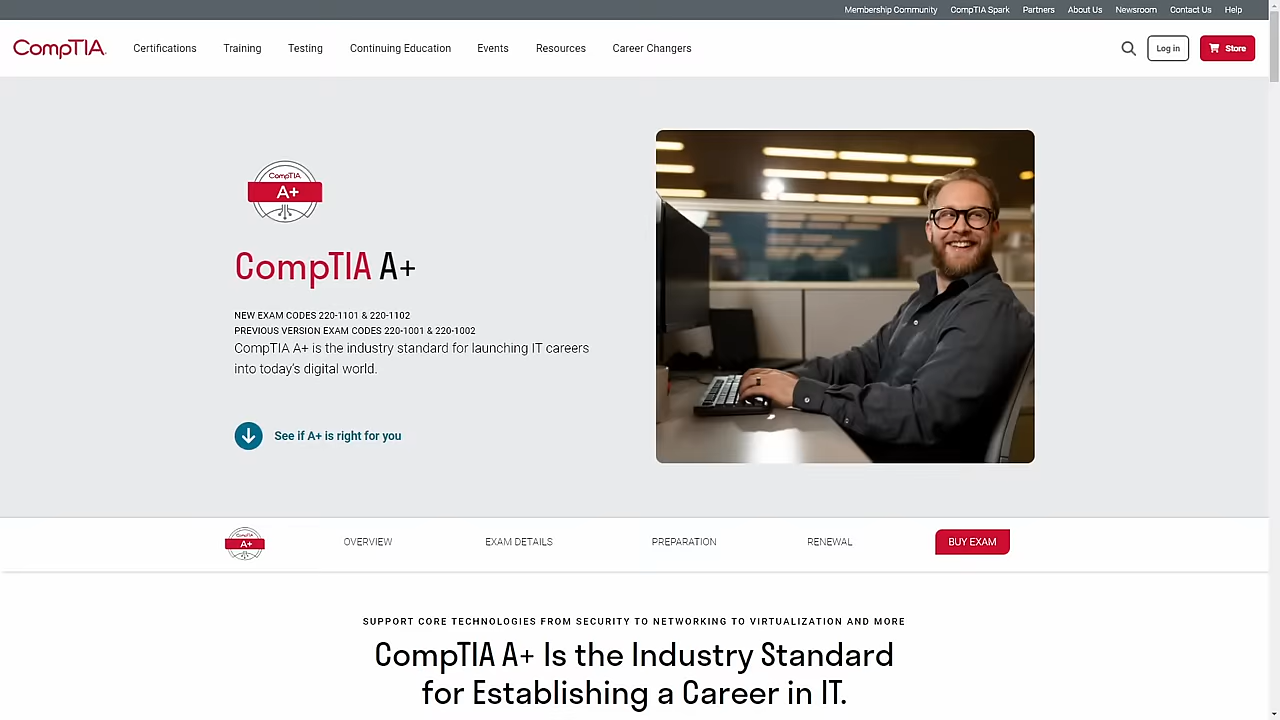 Membership Community CompTIA Spark Partners About Us Newsroom Contact Us Help
CompTIA. Certifications Training Testing Continuing Education Events Resources Career Changers Log in Store
CompTIA
A+
CompTIA A+
NEW EXAM CODES 220-1101 & 220-1102
PREVIOUS VERSION EXAM CODES 220-1001 & 220-1002
CompTIA A+ is the industry standard for launching IT careers
into today's digital world.
See if A+ is right for you
CompTIA
A+
OVERVIEW EXAM DETAILS PREPARATION RENEWAL BUY EXAM
SUPPORT CORE TECHNOLOGIES FROM SECURITY TO NETWORKING TO VIRTUALIZATION AND MORE
CompTIA A+ Is the Industry Standard
for Establishing a Career in IT.